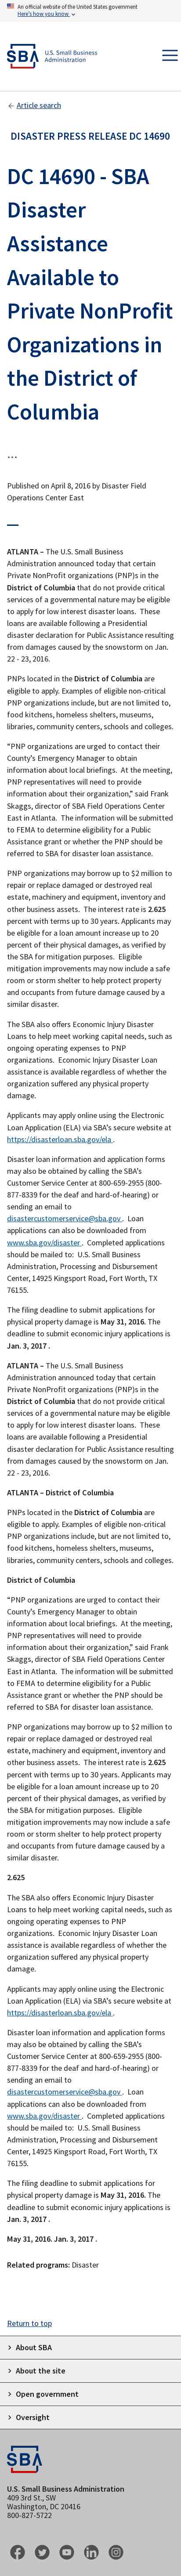 An official website of the United States government
Here's how you know
SBA U.S. Small Business
Administration
Article search
DISASTER PRESS RELEASE DC 14690
DC 14690 - SBA
Disaster
Assistance
Available to
Private NonProfit
Organizations in
the District of
Columbia
...
Published on April 8, 2016 by Disaster Field
Operations Center East
ATLANTA – The U.S. Small Business
Administration announced today that certain
Private NonProfit organizations (PNP)s in the
District of Columbia that do not provide critical
services of a governmental nature may be eligible
to apply for low interest disaster loans. These
loans are available following a Presidential
disaster declaration for Public Assistance resulting
from damages caused by the snowstorm on Jan.
22 - 23, 2016.
PNPs located in the District of Columbia are
eligible to apply. Examples of eligible non-critical
PNP organizations include, but are not limited to,
food kitchens, homeless shelters, museums,
libraries, community centers, schools and colleges.
“PNP organizations are urged to contact their
County’s Emergency Manager to obtain
information about local briefings. At the meeting,
PNP representatives will need to provide
information about their organization,” said Frank
Skaggs, director of SBA Field Operations Center
East in Atlanta. The information will be submitted
to FEMA to determine eligibility for a Public
Assistance grant or whether the PNP should be
referred to SBA for disaster loan assistance.
PNP organizations may borrow up to $2 million to
repair or replace damaged or destroyed real
estate, machinery and equipment, inventory and
other business assets. The interest rate is 2.625
percent with terms up to 30 years. Applicants may
be eligible for a loan amount increase up to 20
percent of their physical damages, as verified by
the SBA for mitigation purposes. Eligible
mitigation improvements may include a safe room
or storm shelter to help protect property and
occupants from future damages caused by a
similar disaster.
The SBA also offers Economic Injury Disaster
Loans to help meet working capital needs, such as
ongoing operating expenses to PNP
organizations. Economic Injury Disaster Loan
assistance is available regardless of whether the
organization suffered any physical property
damage.
Applicants may apply online using the Electronic
Loan Application (ELA) via SBA’s secure website at
https://disasterloan.sba.gov/ela .
Disaster loan information and application forms
may also be obtained by calling the SBA’s
Customer Service Center at 800-659-2955 (800-
877-8339 for the deaf and hard-of-hearing) or
sending an email to
disastercustomerservice@sba.gov . Loan
applications can also be downloaded from
www.sba.gov/disaster . Completed applications
should be mailed to: U.S. Small Business
Administration, Processing and Disbursement
Center, 14925 Kingsport Road, Fort Worth, TX
76155.
The filing deadline to submit applications for
physical property damage is May 31, 2016. The
deadline to submit economic injury applications is
Jan. 3, 2017 .
ATLANTA – The U.S. Small Business
Administration announced today that certain
Private NonProfit organizations (PNP)s in the
District of Columbia that do not provide critical
services of a governmental nature may be eligible
to apply for low interest disaster loans. These
loans are available following a Presidential
disaster declaration for Public Assistance resulting
from damages caused by the snowstorm on Jan.
22 - 23, 2016.
ATLANTA – District of Columbia
PNPs located in the District of Columbia are
eligible to apply. Examples of eligible non-critical
PNP organizations include, but are not limited to,
food kitchens, homeless shelters, museums,
libraries, community centers, schools and colleges.
District of Columbia
“PNP organizations are urged to contact their
County’s Emergency Manager to obtain
information about local briefings. At the meeting,
PNP representatives will need to provide
information about their organization,” said Frank
Skaggs, director of SBA Field Operations Center
East in Atlanta. The information will be submitted
to FEMA to determine eligibility for a Public
Assistance grant or whether the PNP should be
referred to SBA for disaster loan assistance.
PNP organizations may borrow up to $2 million to
repair or replace damaged or destroyed real
estate, machinery and equipment, inventory and
other business assets. The interest rate is 2.625
percent with terms up to 30 years. Applicants may
be eligible for a loan amount increase up to 20
percent of their physical damages, as verified by
the SBA for mitigation purposes. Eligible
mitigation improvements may now include a safe
room or storm shelter to help protect property
and occupants from future damages caused by a
similar disaster.
2.625
The SBA also offers Economic Injury Disaster
Loans to help meet working capital needs, such as
ongoing operating expenses to PNP
organizations. Economic Injury Disaster Loan
assistance is available regardless of whether the
organization suffered any physical property
damage.
Applicants may apply online using the Electronic
Loan Application (ELA) via SBA’s secure website at
https://disasterloan.sba.gov/ela .
Disaster loan information and application forms
may also be obtained by calling the SBA’s
Customer Service Center at 800-659-2955 (800-
877-8339 for the deaf and hard-of-hearing) or
sending an email to
disastercustomerservice@sba.gov . Loan
applications can also be downloaded from
www.sba.gov/disaster . Completed applications
should be mailed to: U.S. Small Business
Administration, Processing and Disbursement
Center, 14925 Kingsport Road, Fort Worth, TX
76155.
The filing deadline to submit applications for
physical property damage is May 31, 2016. The
deadline to submit economic injury applications is
Jan. 3, 2017 .
May 31, 2016. Jan. 3, 2017 .
Related programs: Disaster
Return to top
About SBA
About the site
Open government
Oversight
SBA
U.S. Small Business Administration
409 3rd St., SW
Washington, DC 20416
800-827-5722